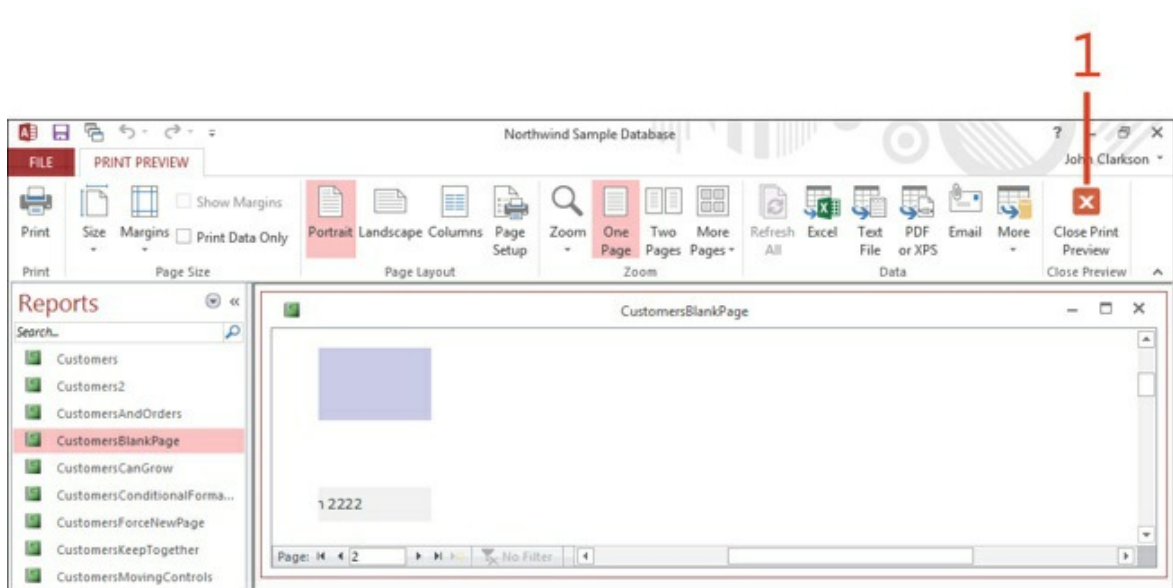 1
Northwind Sample Database
?
FILE
PRINT PREVIEW
John Clarkson
Print
Size
Margins
Show Margins
Print Data Only
Portrait
Landscape
Columns
Page
Setup
Zoom
One
Page
Two
Pages
More
Pages
Refresh
All
Excel
Text
File
PDF
or XPS
Email
More
Close Print
Preview
Print
Page Size
Page Layout
Zoom
Data
Close Preview
Reports
Search...
Customers
Customers2
CustomersAndOrders
CustomersBlankPage
CustomersCanGrow
CustomersConditionalForma...
CustomersForceNewPage
CustomersKeepTogether
CustomersMovingControls
CustomersBlankPage
n 2222
Page: 2
No Filter